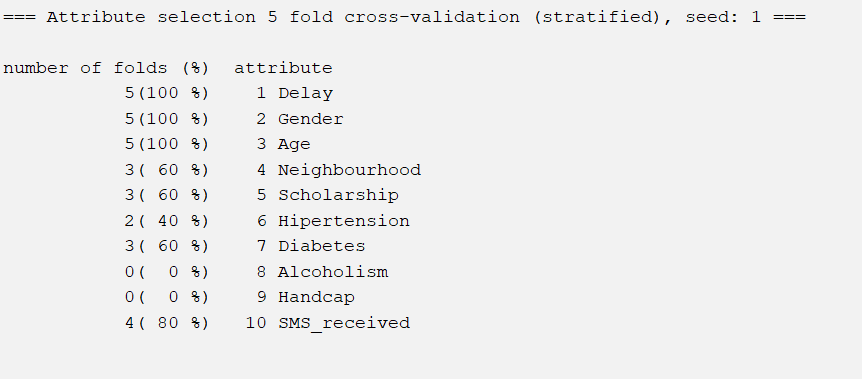 === Attribute selection 5 fold cross-validation (stratified), seed: 1 ===
number of folds (%)  attribute
           5(100 %)    1 Delay
           5(100 %)    2 Gender
           5(100 %)    3 Age
           3( 60 %)    4 Neighbourhood
           3( 60 %)    5 Scholarship
           2( 40 %)    6 Hipertension
           3( 60 %)    7 Diabetes
           0(  0 %)    8 Alcoholism
           0(  0 %)    9 Handcap
           4( 80 %)   10 SMS_received